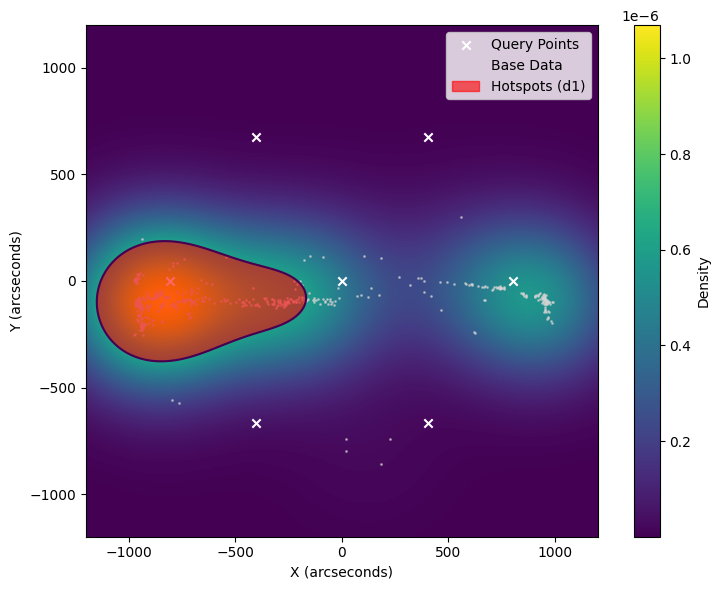 1e−6
Query Points
Base Data
Hotspots (d1)
1000
500
0
−500
−1000
Y (arcseconds)
−1000
−500
0
500
1000
X (arcseconds)
1.0
0.8
0.6
0.4
0.2
Density